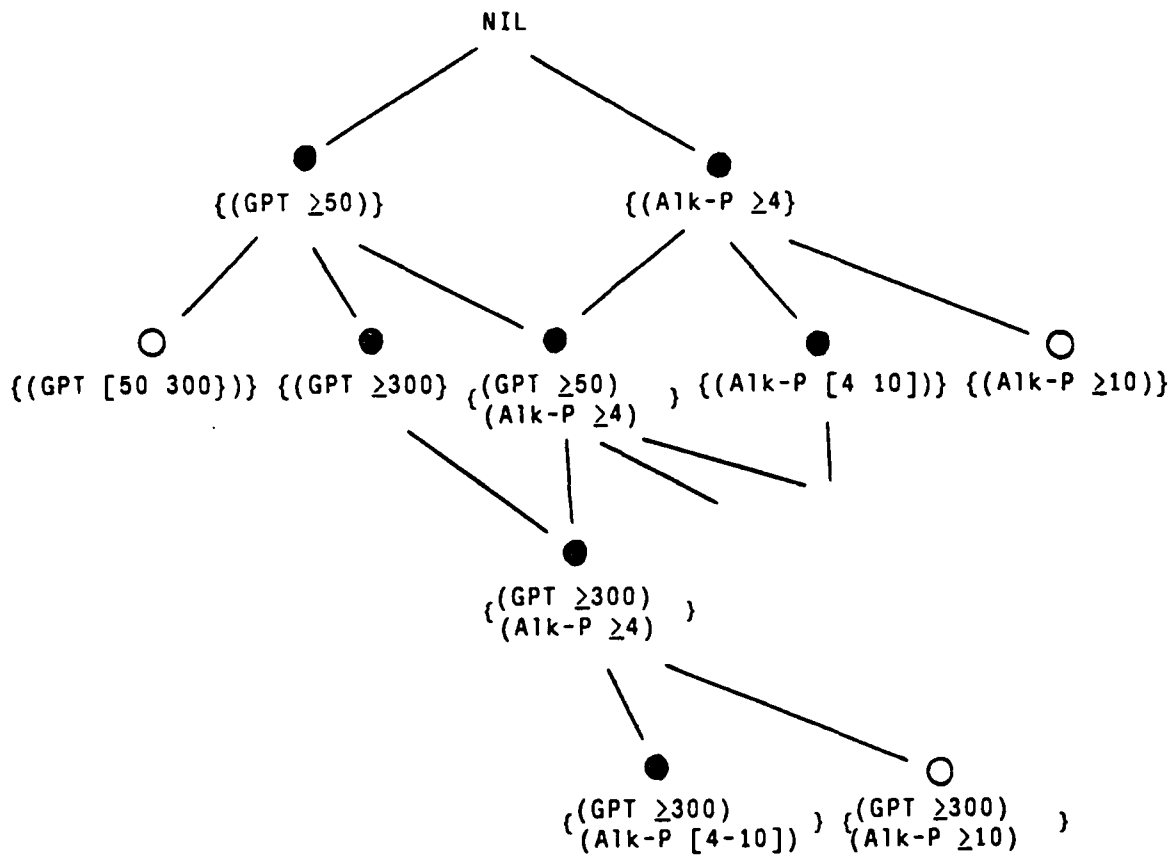 NIL
{(GPT ≥50)} {(Alk-P ≥4}
{(GPT [50 300})} {(GPT ≥300} {(GPT ≥50) } {(Alk-P [4 10])} {(Alk-P ≥10)}
(Alk-P ≥4)
{(GPT ≥300) }
(Alk-P ≥4)
{(GPT ≥300) } {(GPT ≥300) }
(Alk-P [4-10]) (Alk-P ≥10)